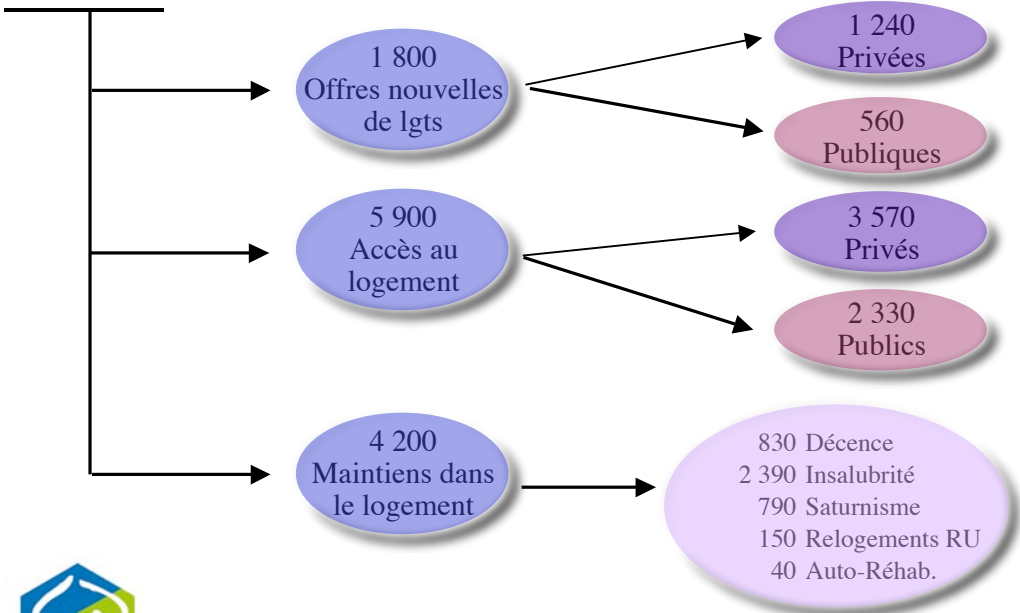 1 800
Offres nouvelles
de lgts
1 240
Privées
560
Publiques
5 900
Accès au
logement
3 570
Privés
2 330
Publics
4 200
Maintiens dans
le logement
830 Décence
2 390 Insalubrité
790 Saturnisme
150 Relogements RU
40 Auto-Réhab.